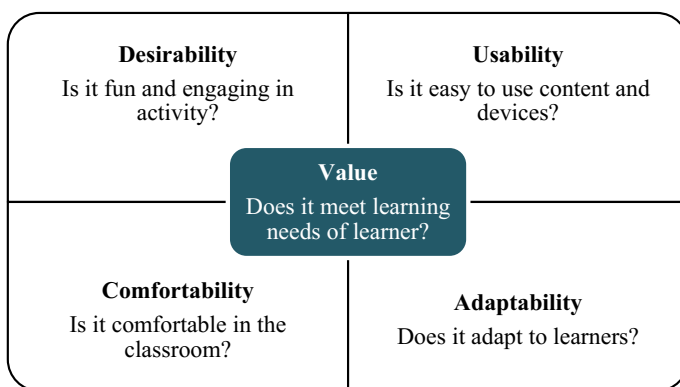 Desirability
Is it fun and engaging in
activity?
Usability
Is it easy to use content and
devices?
Value
Does it meet learning
needs of learner?
Comfortability
Is it comfortable in the
classroom?
Adaptability
Does it adapt to learners?